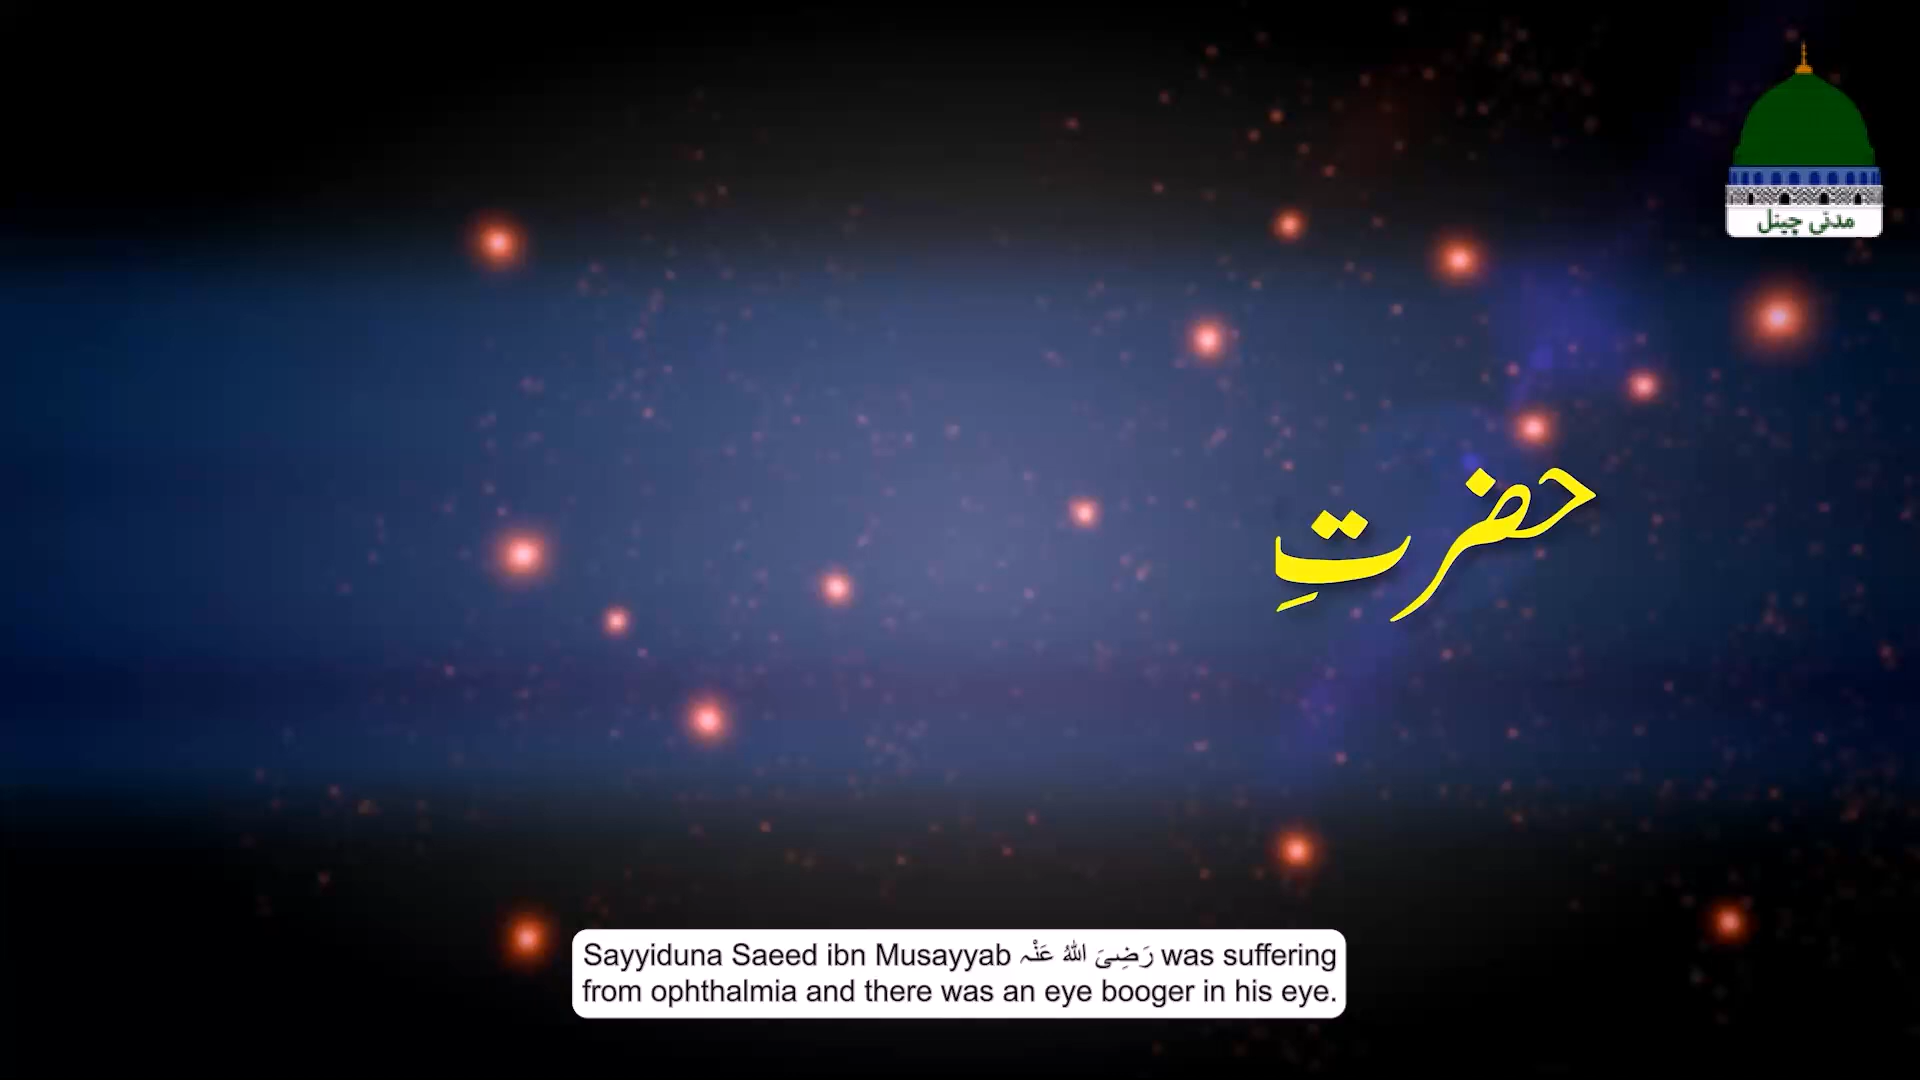 مدنی چینل
حضرتِ
Sayyiduna Saeed ibn Musayyab رَضِیَ اللہُ عَنْہ was suffering
from ophthalmia and there was an eye booger in his eye.